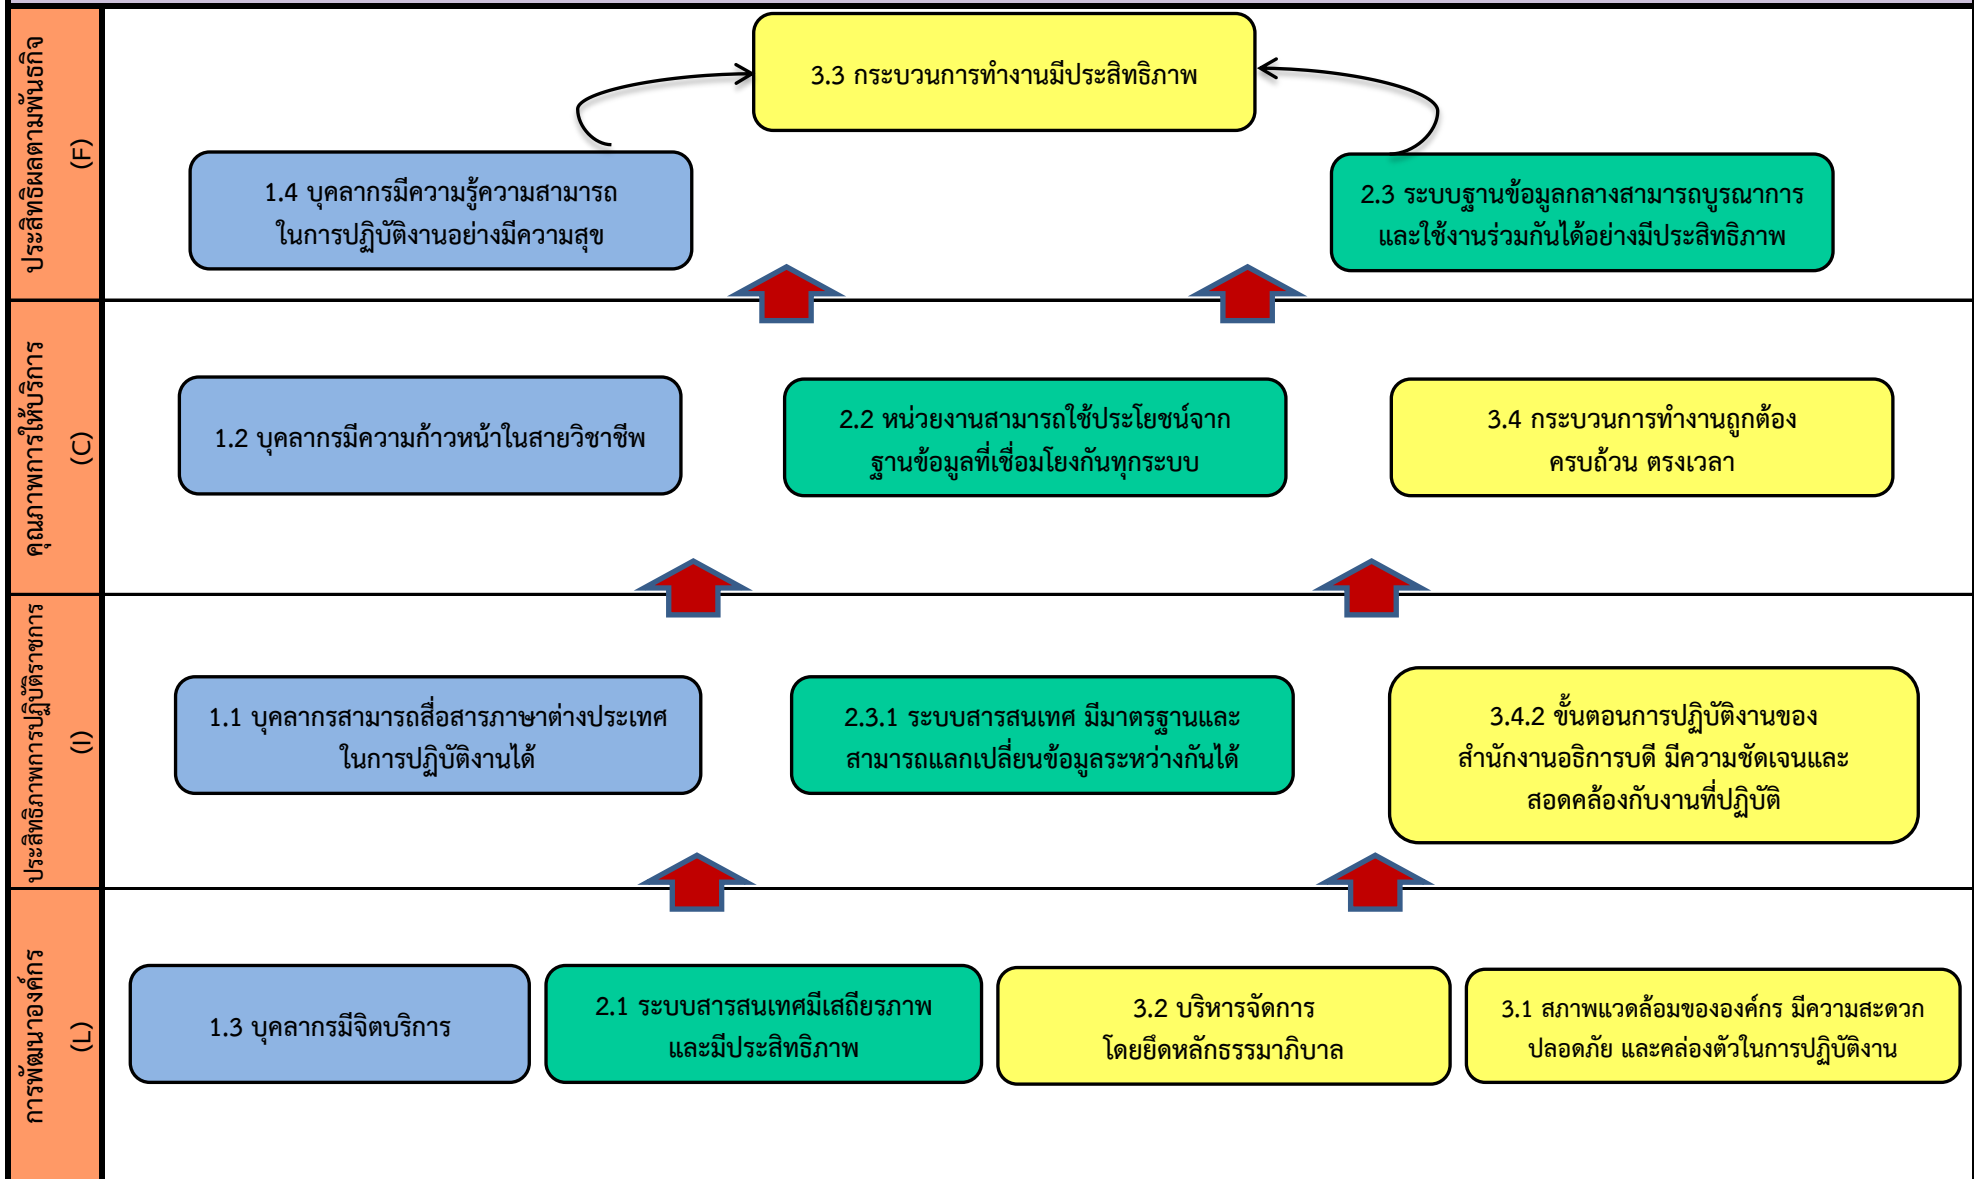 ประสิทธิผลตามพันธกิจ
(F)
3.3 กระบวนการทำงานมีประสิทธิภาพ
1.4 บุคลากรมีความรู้ความสามารถ
ในการปฏิบัติงานอย่างมีความสุข
2.3 ระบบฐานข้อมูลกลางสามารถบูรณาการ
และใช้งานร่วมกันได้อย่างมีประสิทธิภาพ
คุณภาพการให้บริการ
(C)
1.2 บุคลากรมีความก้าวหน้าในสายวิชาชีพ
2.2 หน่วยงานสามารถใช้ประโยชน์จาก
ฐานข้อมูลที่เชื่อมโยงกันทุกระบบ
3.4 กระบวนการทำงานถูกต้อง
ครบถ้วน ตรงเวลา
ประสิทธิภาพการปฏิบัติราชการ
(I)
1.1 บุคลากรสามารถสื่อสารภาษาต่างประเทศ
ในการปฏิบัติงานได้
2.3.1 ระบบสารสนเทศ มีมาตรฐานและ
สามารถแลกเปลี่ยนข้อมูลระหว่างกันได้
3.4.2 ขั้นตอนการปฏิบัติงานของ
สำนักงานอธิการบดี มีความชัดเจนและ
สอดคล้องกับงานที่ปฏิบัติ
การพัฒนาองค์กร
(L)
1.3 บุคลากรมีจิตบริการ
2.1 ระบบสารสนเทศมีเสถียรภาพ
และมีประสิทธิภาพ
3.2 บริหารจัดการ
โดยยึดหลักธรรมาภิบาล
3.1 สภาพแวดล้อมขององค์กร มีความสะดวก
ปลอดภัย และคล่องตัวในการปฏิบัติงาน